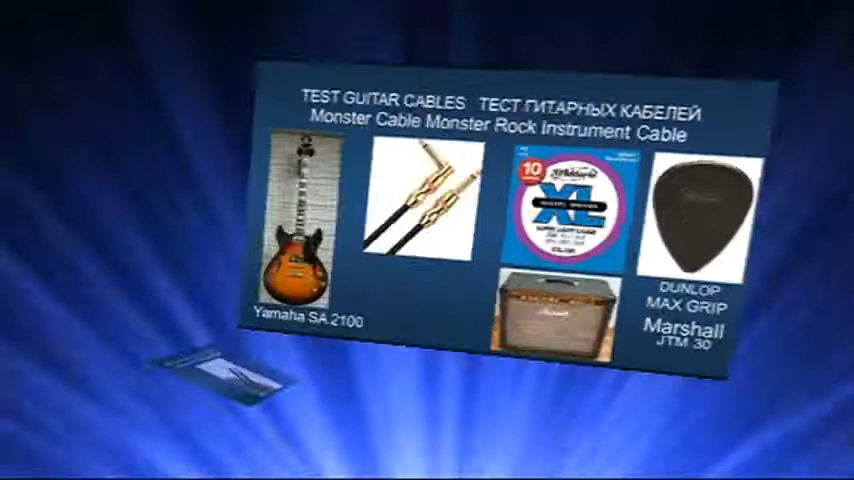 TEST GUITAR CABLES ТЕСТ ГИТАРНЫХ КАБЕЛЕЙ
Monster Cable Monster Rock Instrument Cable
10
D'Addario
XL
Yamaha SA 2100
DUNLOP
MAX GRIP
Marshall
JTM 30